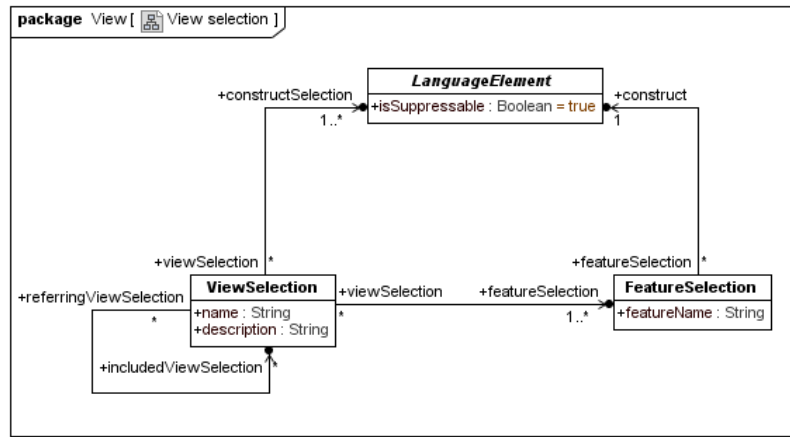 package View [ View selection ]
LanguageElement
+isSuppressable : Boolean = true
+constructSelection
1..*
+construct
1
+viewSelection
*
+featureSelection
*
ViewSelection
+name : String
+description : String
+viewSelection
*
+featureSelection
1..*
FeatureSelection
+featureName : String
+referringViewSelection
*
+includedViewSelection
*